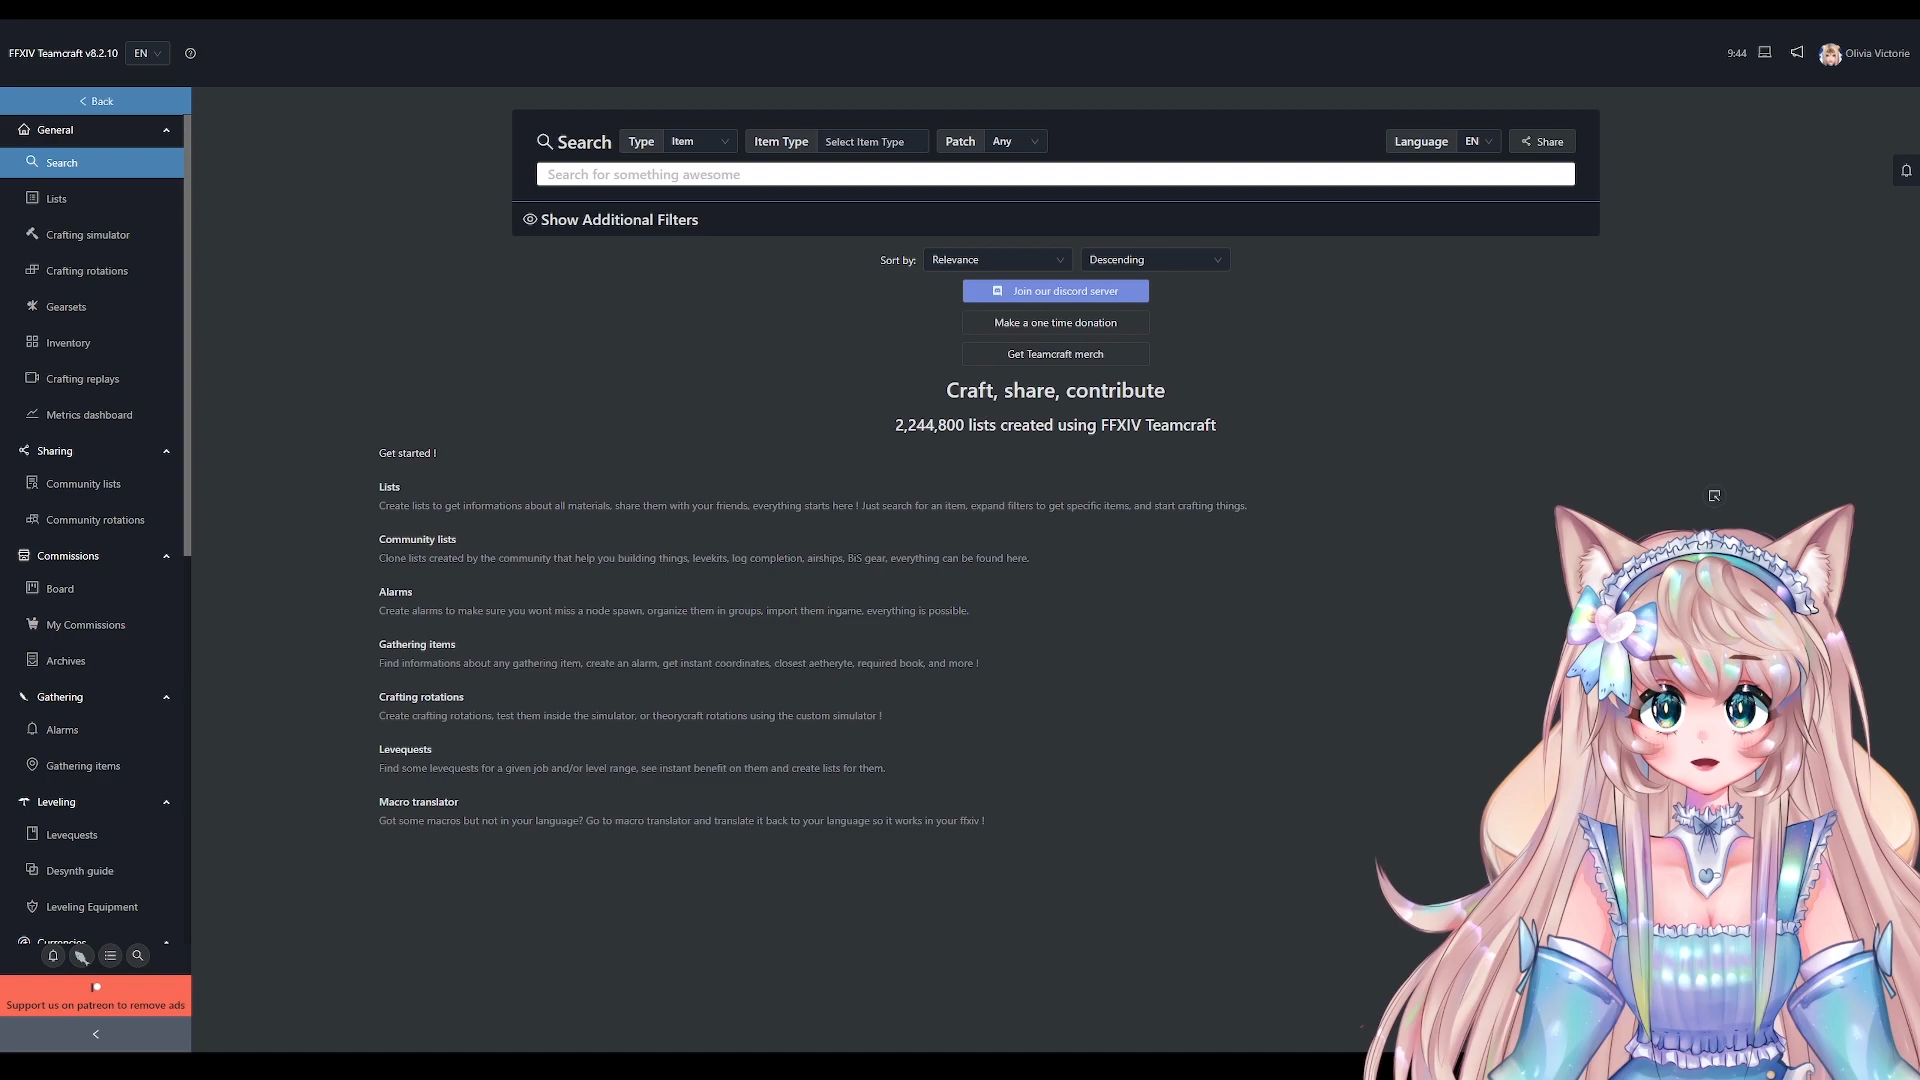 FFXIV Teamcraft v8.2.10
EN
9:44
Olivia Victorie
Back
General
Search
Lists
Crafting simulator
Crafting rotations
Gearsets
Inventory
Crafting replays
Metrics dashboard
Sharing
Community lists
Community rotations
Commissions
Board
My Commissions
Archives
Gathering
Alarms
Gathering items
Leveling
Levequests
Desynth guide
Leveling Equipment
Currencies
Support us on patreon to remove ads
Search Type Item Item Type Select Item Type Patch Any Language EN Share
Search for something awesome
Show Additional Filters
Sort by: Relevance Descending
Join our discord server
Make a one time donation
Get Teamcraft merch
Craft, share, contribute
2,244,800 lists created using FFXIV Teamcraft
Get started !
Lists
Create lists to get informations about all materials, share them with your friends, everything starts here ! Just search for an item, expand filters to get specific items, and start crafting things.
Community lists
Clone lists created by the community that help you building things, levekits, log completion, airships, BiS gear, everything can be found here.
Alarms
Create alarms to make sure you wont miss a node spawn, organize them in groups, import them ingame, everything is possible.
Gathering items
Find informations about any gathering item, create an alarm, get instant coordinates, closest aetheryte, required book, and more !
Crafting rotations
Create crafting rotations, test them inside the simulator, or theorycraft rotations using the custom simulator !
Levequests
Find some levequests for a given job and/or level range, see instant benefit on them and create lists for them.
Macro translator
Got some macros but not in your language? Go to macro translator and translate it back to your language so it works in your ffxiv !